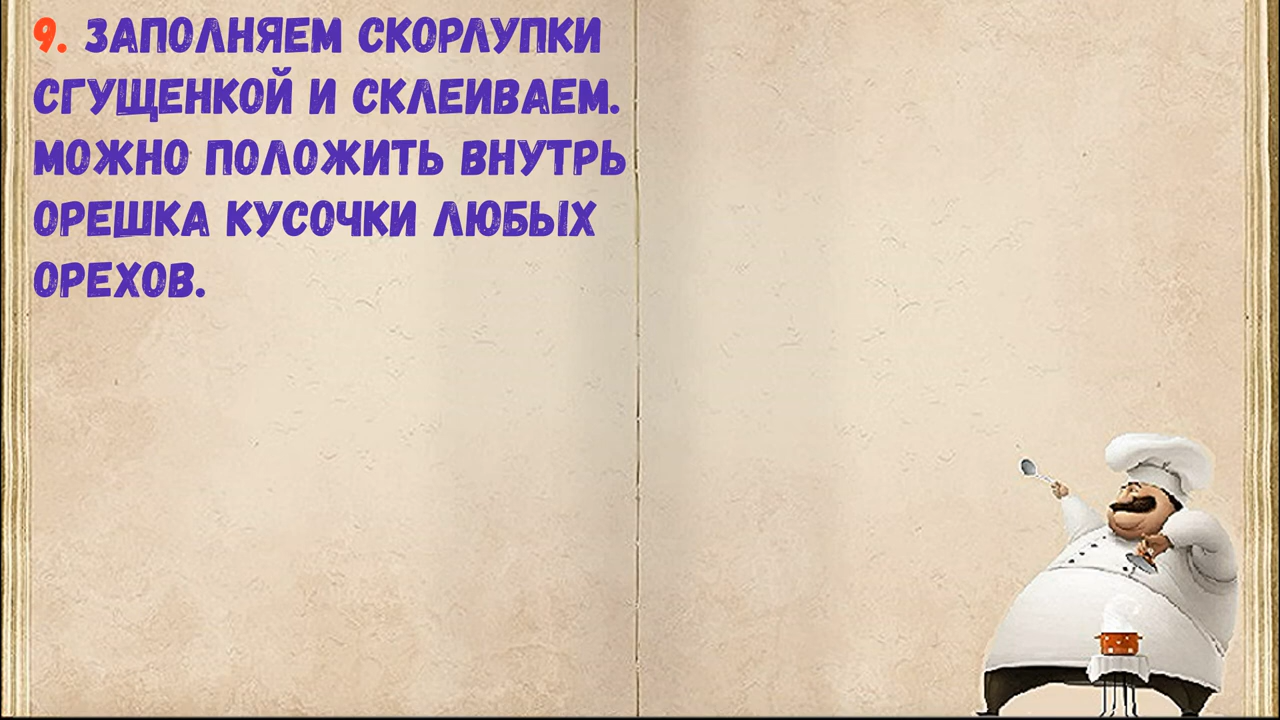 9. ЗАПОЛНЯЕМ СКОРЛУПКИ
СГУЩЕНКОЙ И СКЛЕИВАЕМ.
МОЖНО ПОЛОЖИТЬ ВНУТРЬ
ОРЕШКА КУСОЧКИ ЛЮБЫХ
ОРЕХОВ.